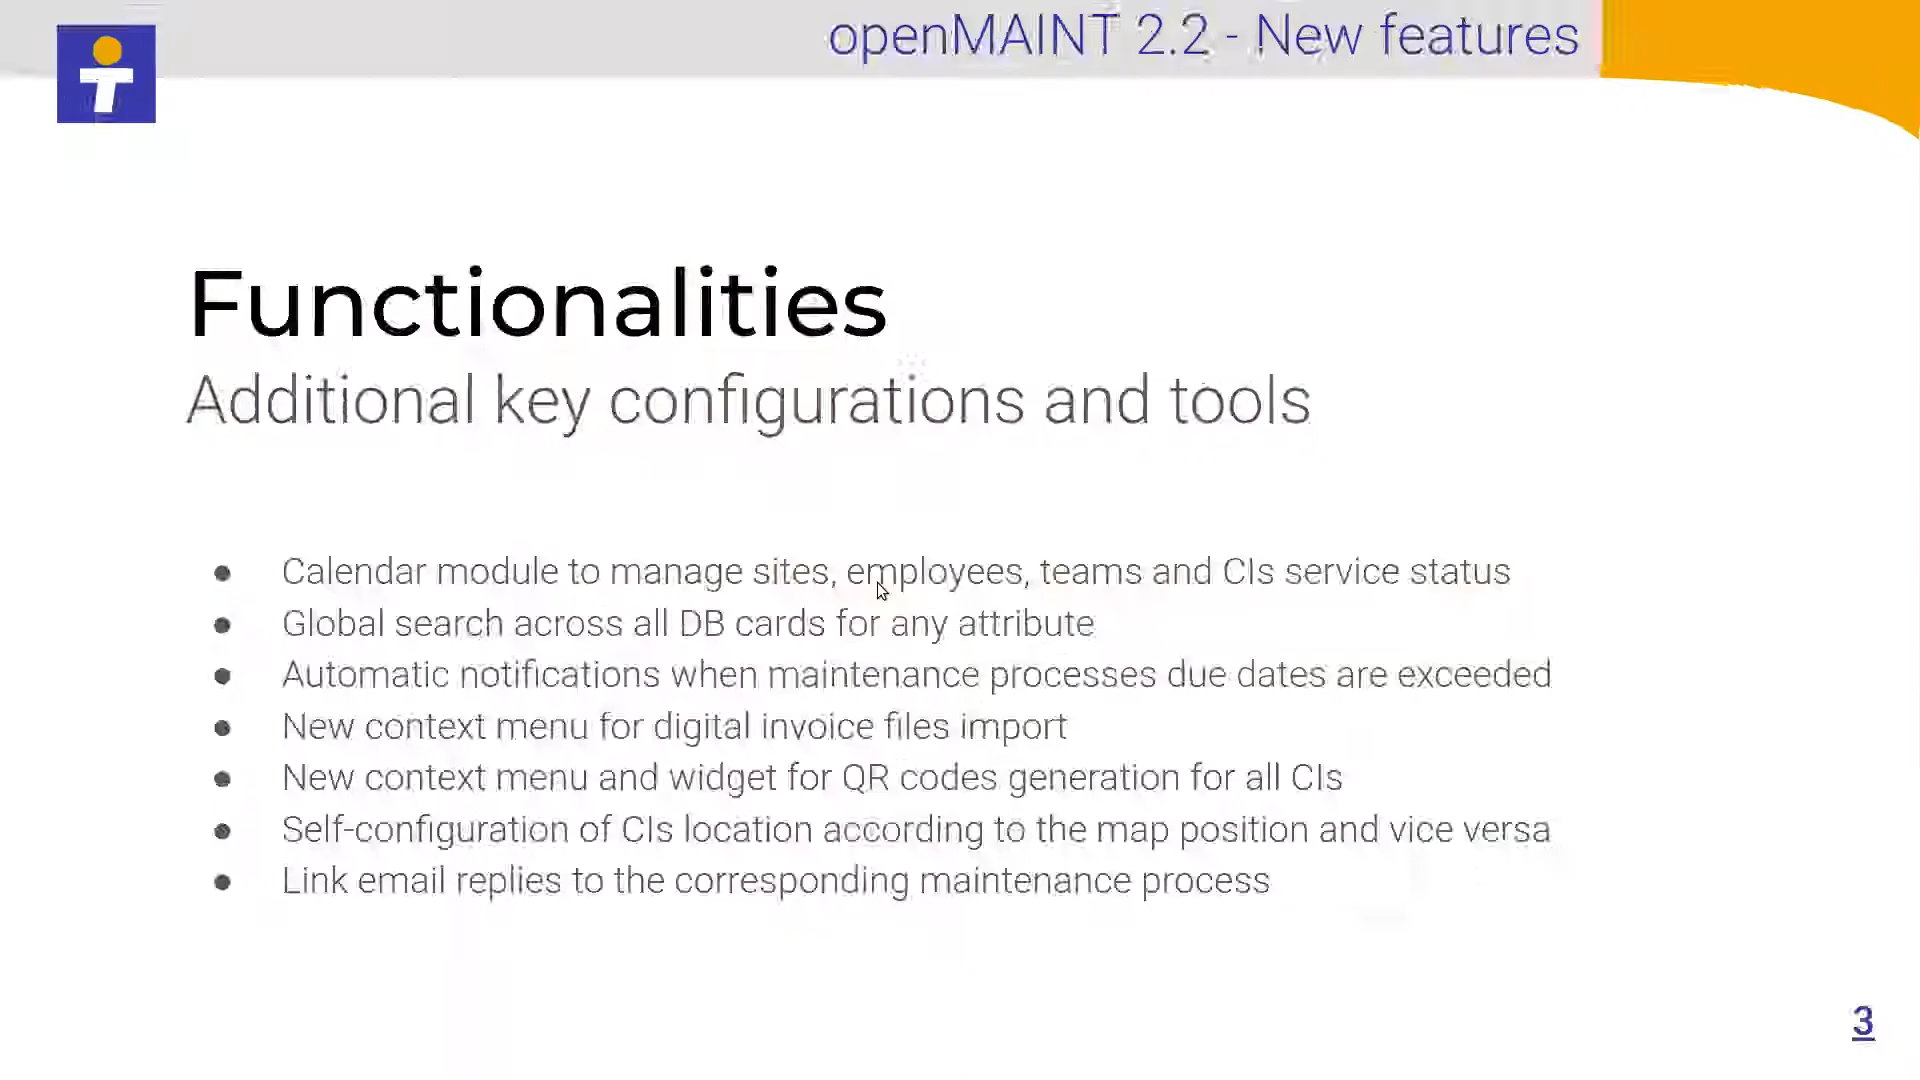 openMAINT 2.2 - New features
Functionalities
Additional key configurations and tools
● Calendar module to manage sites, employees, teams and CIs service status
● Global search across all DB cards for any attribute
● Automatic notifications when maintenance processes due dates are exceeded
● New context menu for digital invoice files import
● New context menu and widget for QR codes generation for all CIs
● Self-configuration of CIs location according to the map position and vice versa
● Link email replies to the corresponding maintenance process
3